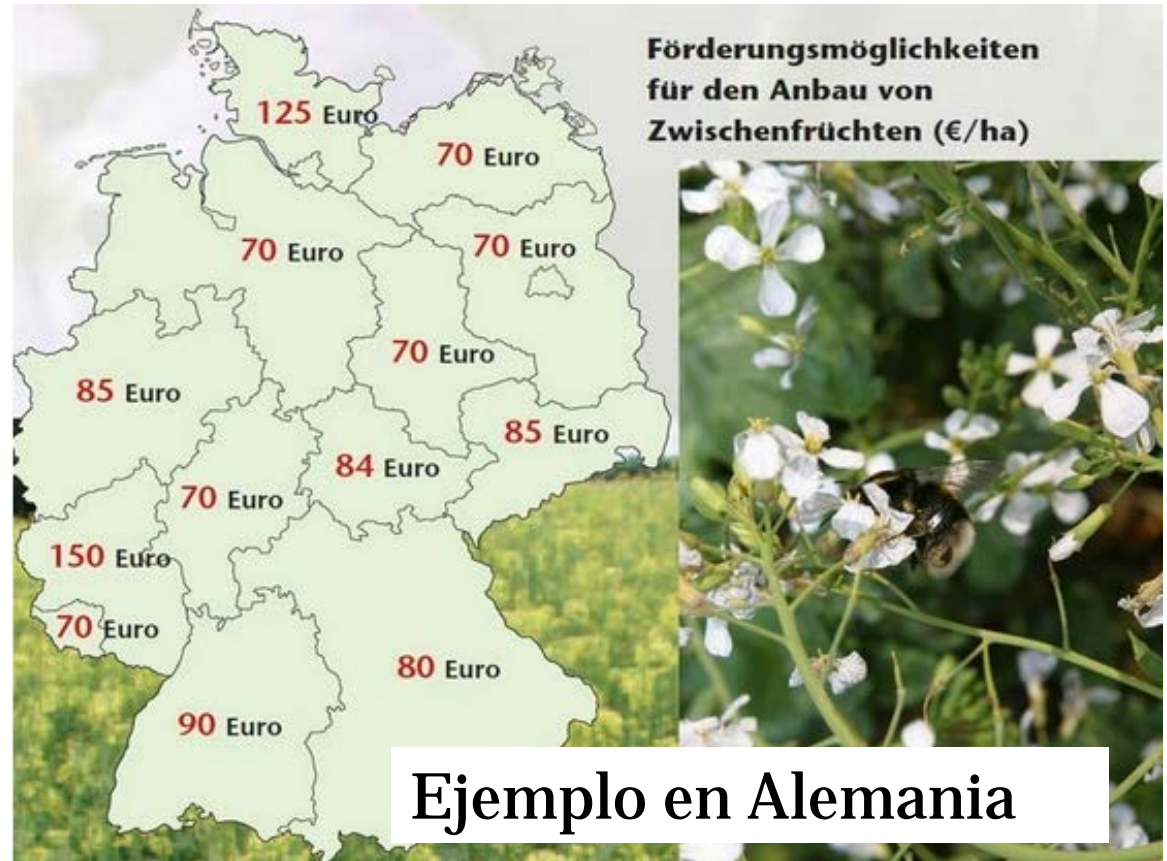 Förderungsmöglichkeiten
für den Anbau von
Zwischenfrüchten (€/ha)
125 Euro
70 Euro
70 Euro
70 Euro
70 Euro
85 Euro
85 Euro
84 Euro
70 Euro
150 Euro
70 Euro
80 Euro
90 Euro
Ejemplo en Alemania